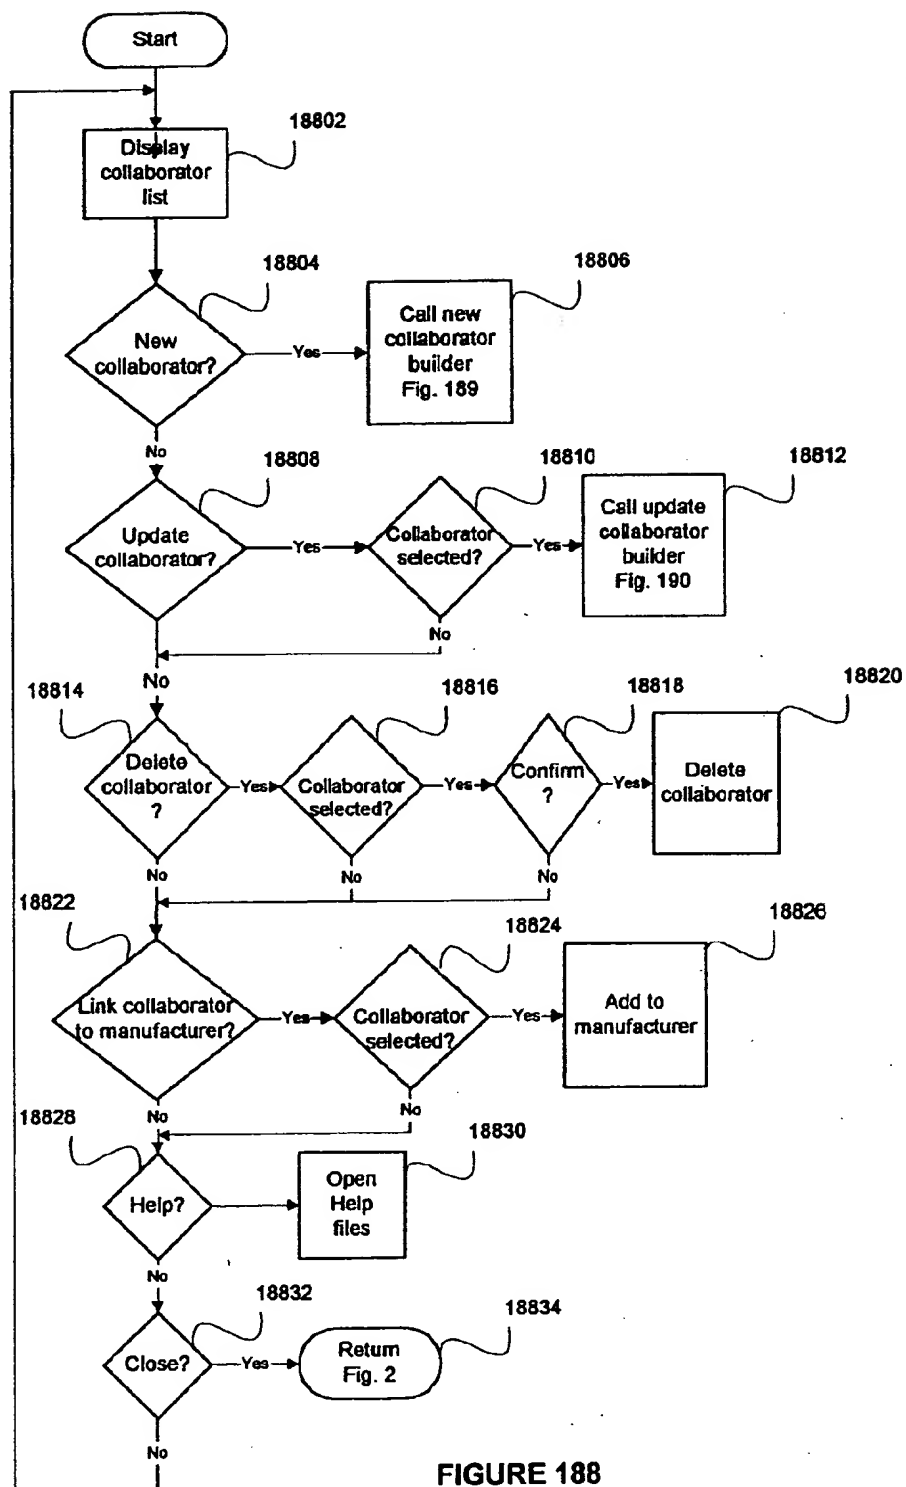 Start
18802
Display
collaborator
list
18804
New
collaborator?
Yes
18806
Call new
collaborator
builder
Fig. 189
No
18808
Update
collaborator?
Yes
18810
Collaborator
selected?
Yes
18812
Call update
collaborator
builder
Fig. 190
No
No
18814
Delete
collaborator
?
Yes
18816
Collaborator
selected?
Yes
18818
Confirm
?
Yes
18820
Delete
collaborator
No
No
No
18822
Link collaborator
to manufacturer?
Yes
18824
Collaborator
selected?
Yes
18826
Add to
manufacturer
No
No
18828
Help?
18830
Open
Help
files
No
18832
Close?
Yes
18834
Return
Fig. 2
No
FIGURE 188